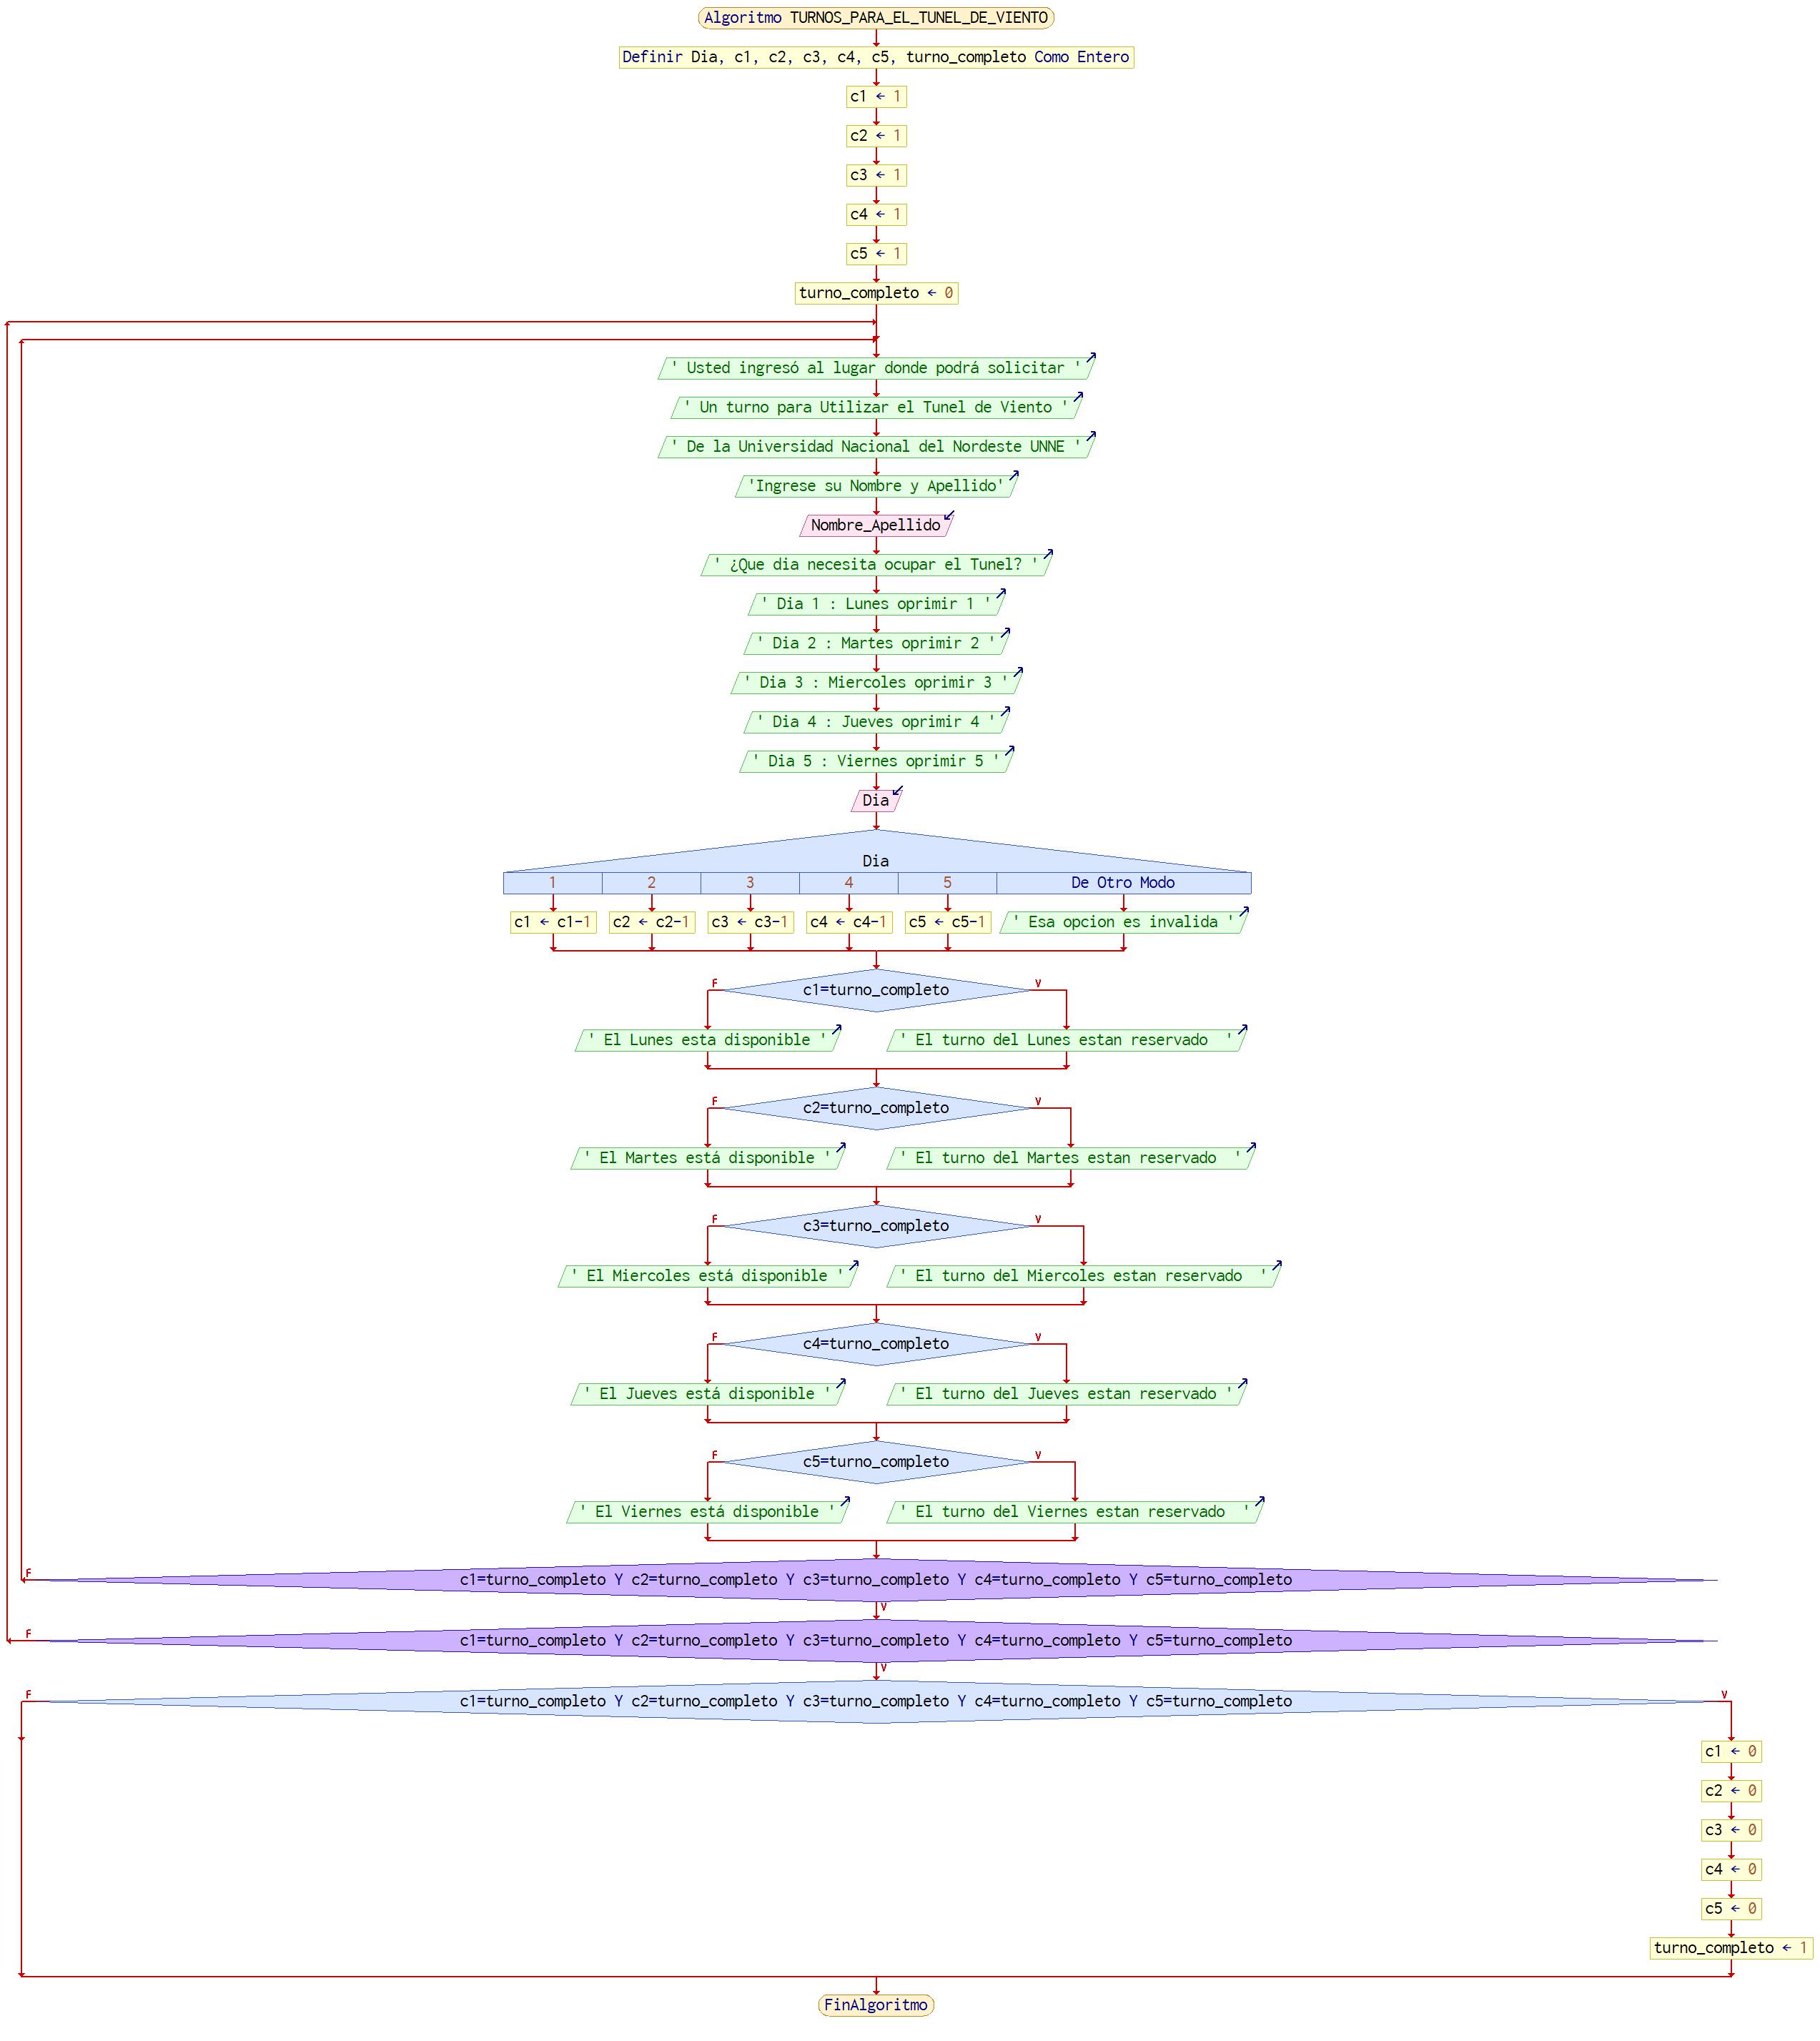 Algoritmo TURNOS_PARA_EL_TUNEL_DE_VIENTO
Definir Dia, c1, c2, c3, c4, c5, turno_completo Como Entero
c1 ← 1
c2 ← 1
c3 ← 1
c4 ← 1
c5 ← 1
turno_completo ← 0
' Usted ingresó al lugar donde podrá solicitar '
' Un turno para Utilizar el Tunel de Viento '
' De la Universidad Nacional del Nordeste UNNE '
'Ingrese su Nombre y Apellido'
Nombre_Apellido
' ¿Que dia necesita ocupar el Tunel? '
' Dia 1 : Lunes oprimir 1 '
' Dia 2 : Martes oprimir 2 '
' Dia 3 : Miercoles oprimir 3 '
' Dia 4 : Jueves oprimir 4 '
' Dia 5 : Viernes oprimir 5 '
Dia
Dia
1 2 3 4 5 De Otro Modo
c1 ← c1-1 c2 ← c2-1 c3 ← c3-1 c4 ← c4-1 c5 ← c5-1 ' Esa opcion es invalida '
F c1=turno_completo V
' El Lunes esta disponible ' ' El turno del Lunes estan reservado  '
F c2=turno_completo V
' El Martes está disponible ' ' El turno del Martes estan reservado  '
F c3=turno_completo V
' El Miercoles está disponible ' ' El turno del Miercoles estan reservado  '
F c4=turno_completo V
' El Jueves está disponible ' ' El turno del Jueves estan reservado '
F c5=turno_completo V
' El Viernes está disponible ' ' El turno del Viernes estan reservado  '
F c1=turno_completo Y c2=turno_completo Y c3=turno_completo Y c4=turno_completo Y c5=turno_completo
V
F c1=turno_completo Y c2=turno_completo Y c3=turno_completo Y c4=turno_completo Y c5=turno_completo
V
F c1=turno_completo Y c2=turno_completo Y c3=turno_completo Y c4=turno_completo Y c5=turno_completo V
c1 ← 0
c2 ← 0
c3 ← 0
c4 ← 0
c5 ← 0
turno_completo ← 1
FinAlgoritmo